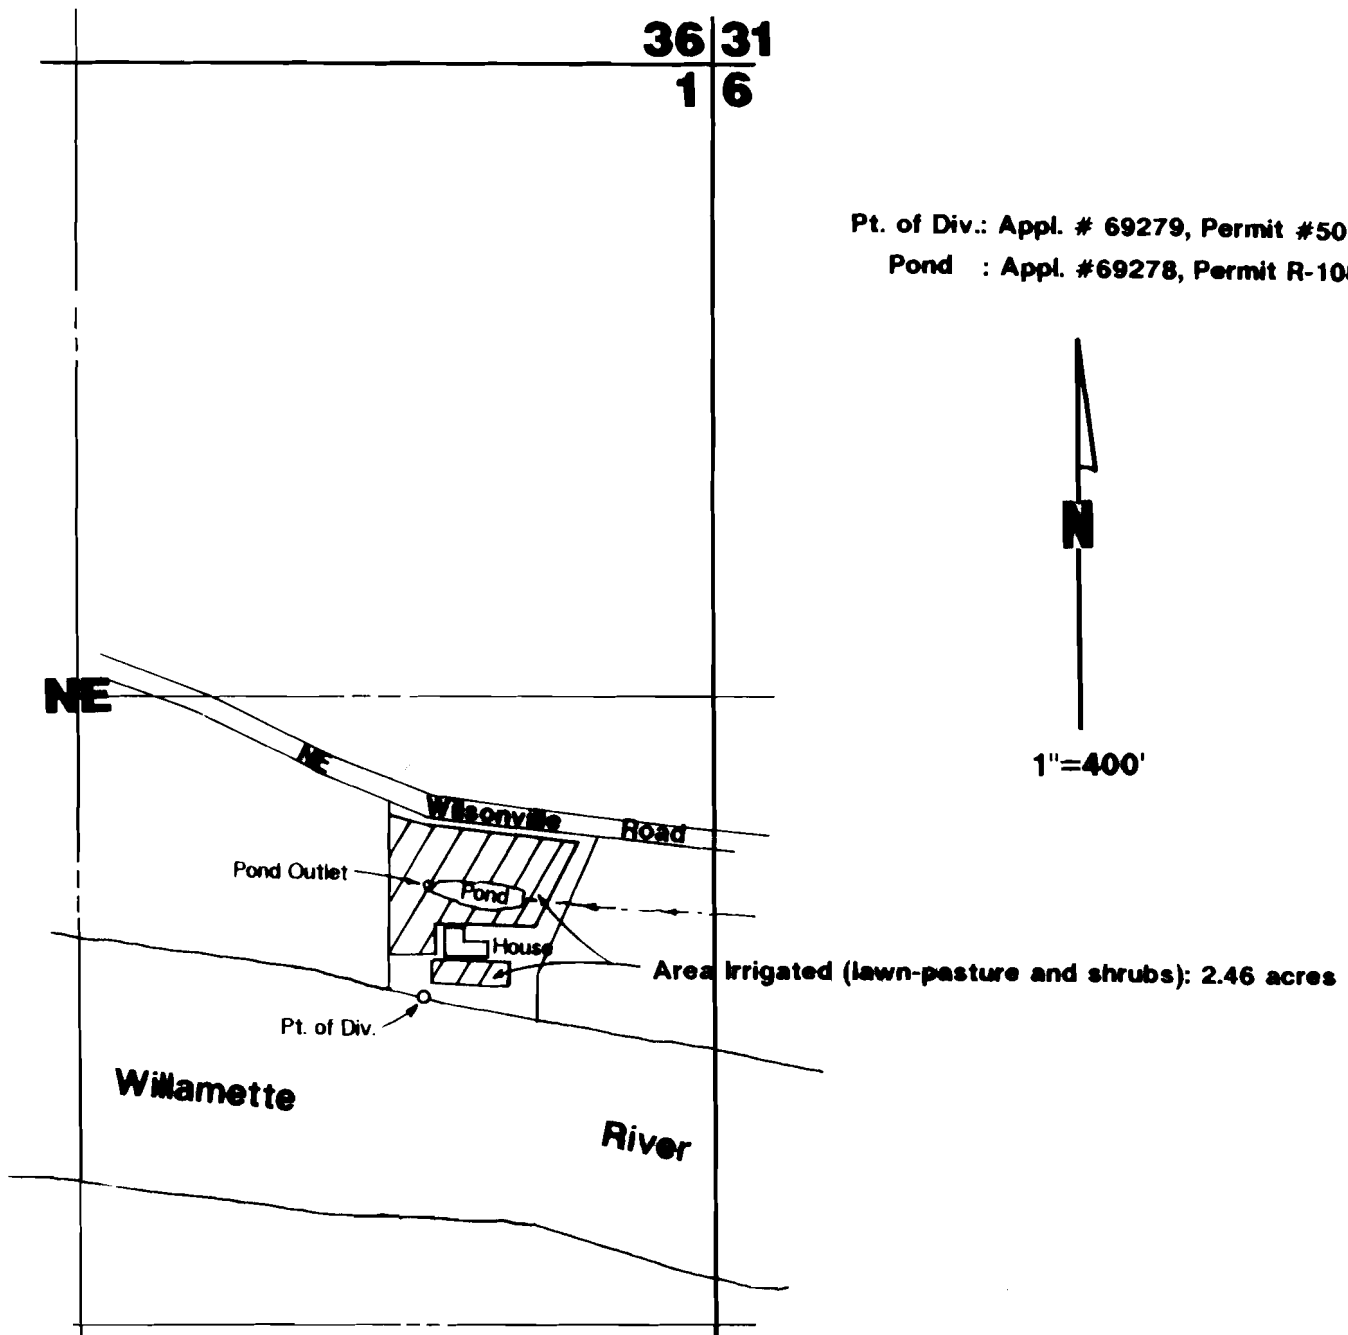 36 31
1 6
Pt. of Div.: Appl. # 69279, Permit #50
Pond : Appl. #69278, Permit R-10
N
1"=400'
NE
NE
Wilsonville
Road
Pond Outlet
Pond
House
Area Irrigated (lawn-pasture and shrubs): 2.46 acres
Pt. of Div.
Willamette
River